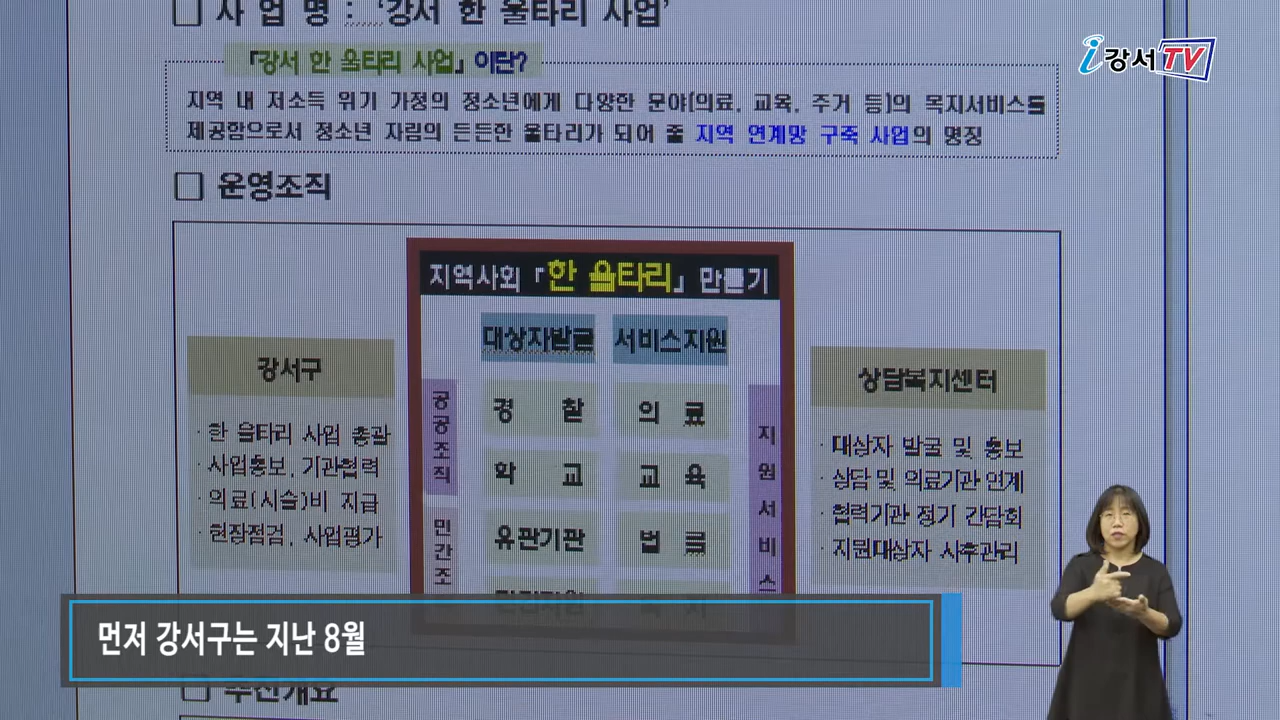 □ 사 업 명 : ‘강서 한 울타리 사업’
i강서TV
『강서 한 울타리 사업』이란?
지역 내 저소득 위기 가정의 청소년에게 다양한 분야(의료, 교육, 주거 등)의 복지서비스를
제공함으로서 청소년 자립의 든든한 울타리가 되어 줄 지역 연계망 구축 사업의 명칭
□ 운영조직
지역사회 『한 울타리』 만들기
대상자발굴 서비스지원
강서구
· 한 울타리 사업 총괄
· 사업홍보, 기관협력
· 의료(시술)비 지급
· 현장점검, 사업평가
공공조직
민간조
경 찰
학 교
유관기관
의 료
교 육
법 률
복 지
지원서비스
상담복지센터
· 대상자 발굴 및 홍보
· 상담 및 의료기관 연계
· 협력기관 정기 간담회
· 지원대상자 사후관리
먼저 강서구는 지난 8월
□ 추진개요